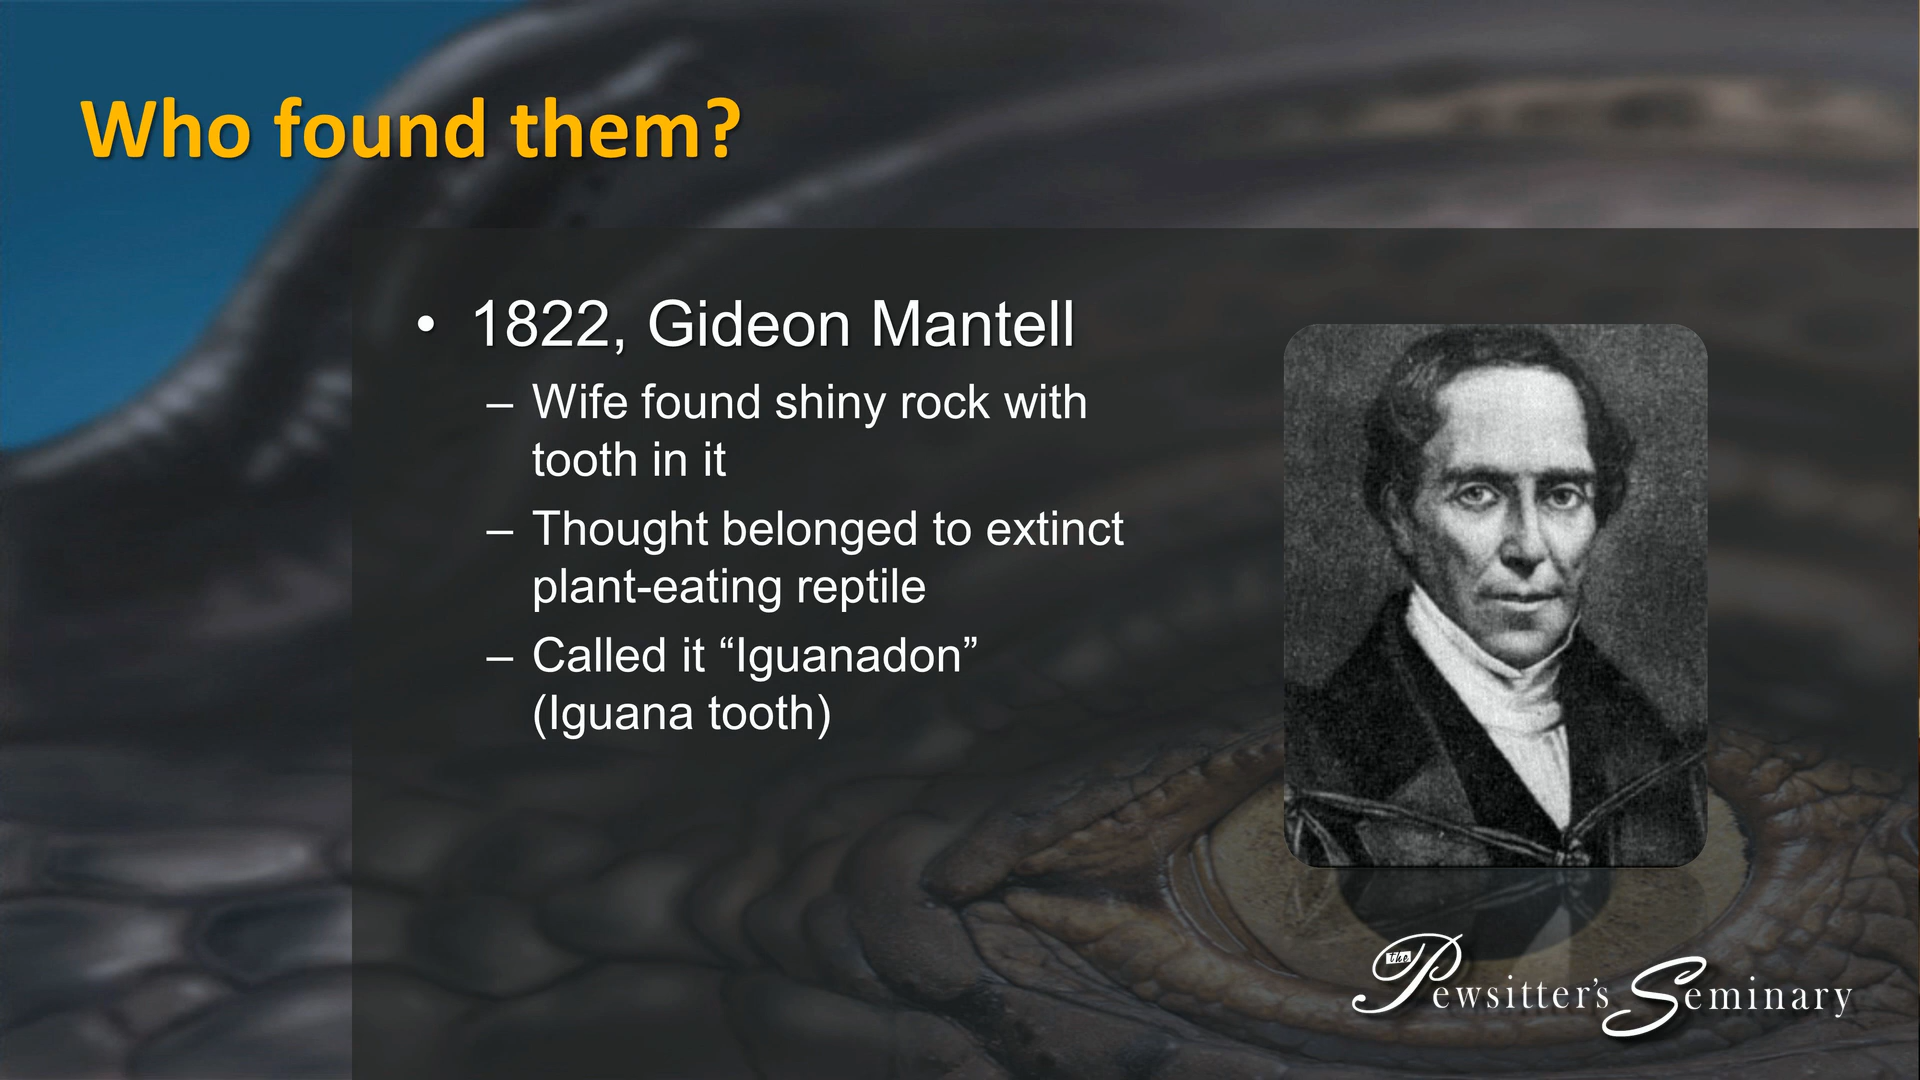 Who found them?
• 1822, Gideon Mantell
– Wife found shiny rock with
tooth in it
– Thought belonged to extinct
plant-eating reptile
– Called it “Iguanadon”
(Iguana tooth)
the Pewsitter’s Seminary